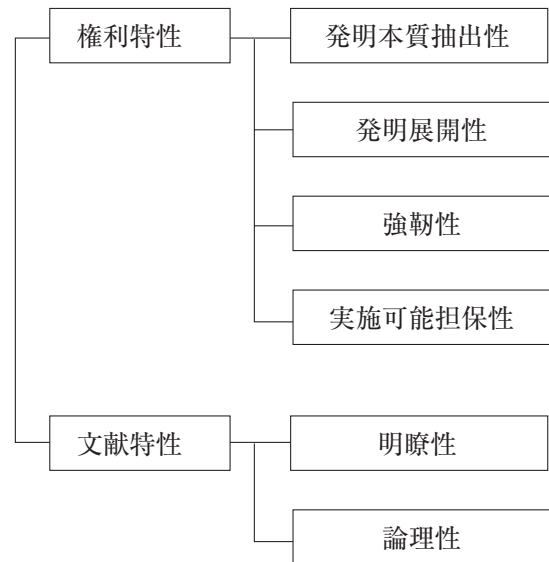 権利特性
発明本質抽出性
発明展開性
強靭性
実施可能担保性
文献特性
明瞭性
論理性